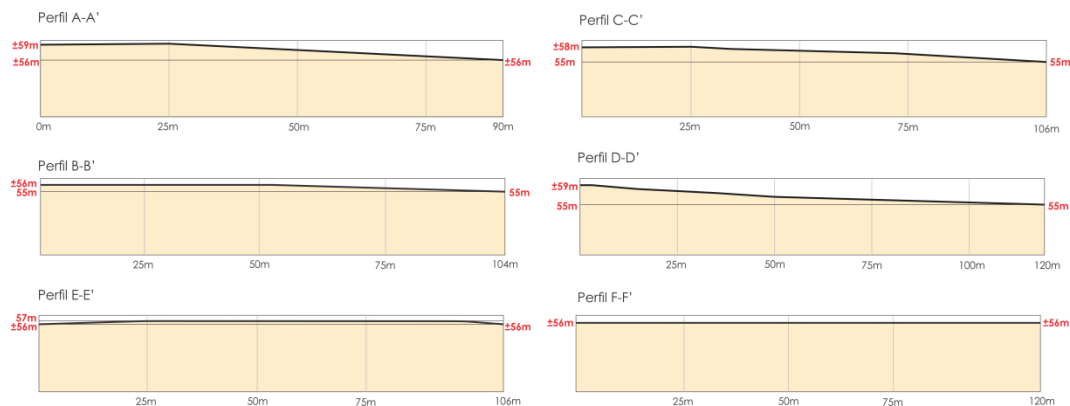 Perfil A-A'
±59m
±56m ±56m
0m 25m 50m 75m 90m
Perfil C-C'
±58m
55m 55m
25m 50m 75m 106m
Perfil B-B'
±56m
55m 55m
25m 50m 75m 104m
Perfil D-D'
±59m
55m 55m
25m 50m 75m 100m 120m
Perfil E-E'
57m
±56m ±56m
25m 50m 75m 106m
Perfil F-F'
±56m ±56m
25m 50m 75m 120m